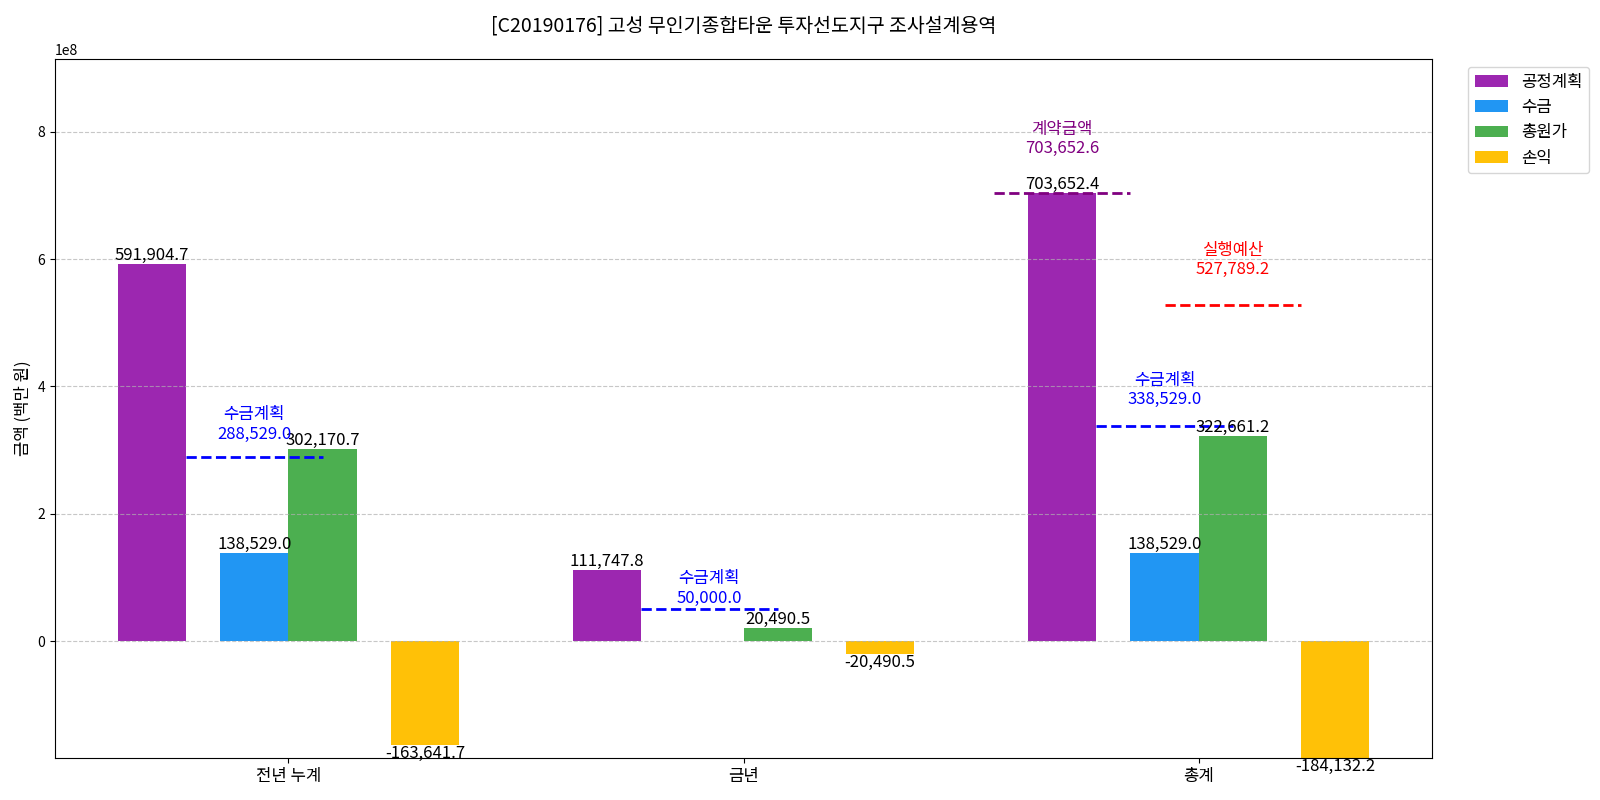 [C20190176] 고성 무인기종합타운 투자선도지구 조사설계용역
1e8
금액 (백만 원)
8
6
4
2
0
591,904.7
수금계획
288,529.0
302,170.7
138,529.0
-163,641.7
111,747.8
수금계획
50,000.0
20,490.5
-20,490.5
계약금액
703,652.6
703,652.4
실행예산
527,789.2
수금계획
338,529.0
322,661.2
138,529.0
-184,132.2
전년 누계
금년
총계
공정계획
수금
총원가
손익